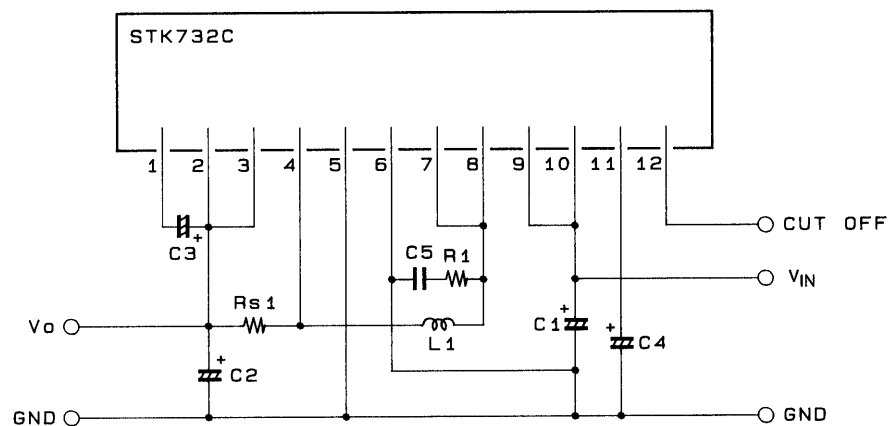 STK732C
1 2 3 4 5 6 7 8 9 10 11 12
CUT OFF
C3 +
C5 R1
VIN
Rs1
Vo
L1
C1 +
+ C4
+ C2
GND
GND